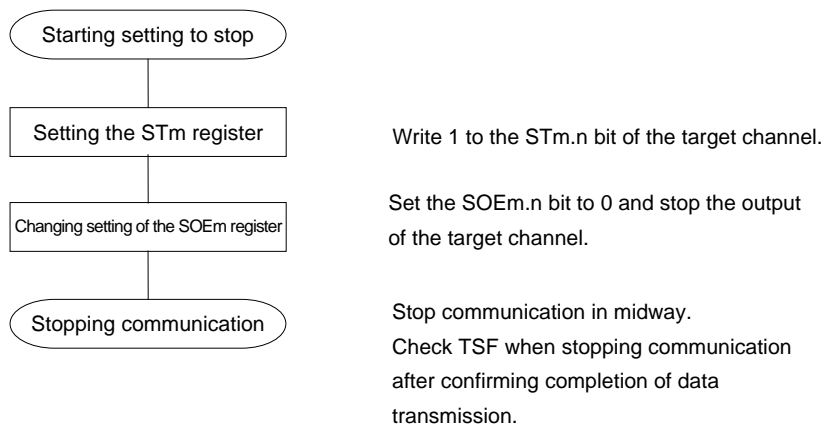 Starting setting to stop
Setting the STm register
Write 1 to the STm.n bit of the target channel.
Changing setting of the SOEm register
Set the SOEm.n bit to 0 and stop the output
of the target channel.
Stopping communication
Stop communication in midway.
Check TSF when stopping communication
after confirming completion of data
transmission.